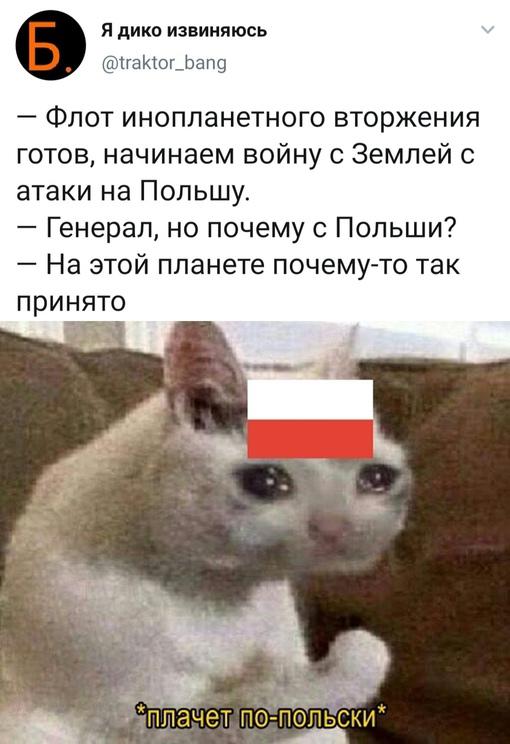 Б.
Я дико извиняюсь
@traktor_bang
— Флот инопланетного вторжения
готов, начинаем войну с Землей с
атаки на Польшу.
— Генерал, но почему с Польши?
— На этой планете почему-то так
принято
*плачет по-польски*